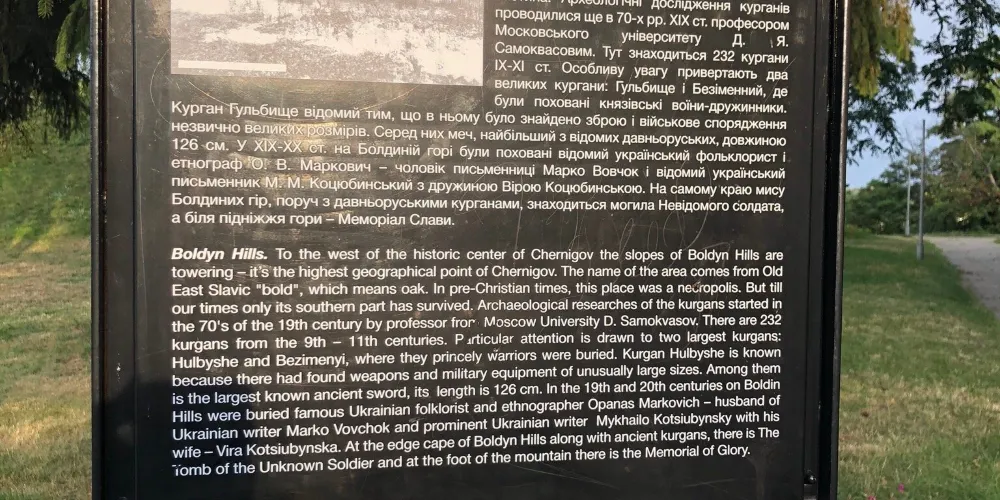 Археологічні дослідження курганів
проводилися ще в 70-х рр. ХІХ ст. професором
Московського університету Д. Я.
Самоквасовим. Тут знаходиться 232 кургани
ІХ-ХІ ст. Особливу увагу привертають два
великих кургани: Гульбище і Безіменний, де
були поховані князівські воїни-дружинники.
Курган Гульбище відомий тим, що в ньому було знайдено зброю і військове спорядження
незвично великих розмірів. Серед них меч, найбільший з відомих давньоруських, довжиною
126 см. У ХІХ-ХХ ст. на Болдиній горі були поховані відомий український фольклорист і
етнограф О. В. Маркович – чоловік письменниці Марко Вовчок і відомий український
письменник М. М. Коцюбинський з дружиною Вірою Коцюбинською. На самому краю мису
Болдиних гір, поруч з давньоруськими курганами, знаходиться могила Невідомого солдата,
а біля підніжжя гори – Меморіал Слави.
Boldyn Hills. To the west of the historic center of Chernigov the slopes of Boldyn Hills are
towering – it's the highest geographical point of Chernigov. The name of the area comes from Old
East Slavic "bold", which means oak. In pre-Christian times, this place was a necropolis. But till
our times only its southern part has survived. Archaeological researches of the kurgans started in
the 70's of the 19th century by professor from Moscow University D. Samokvasov. There are 232
kurgans from the 9th – 11th centuries. Particular attention is drawn to two largest kurgans:
Hulbyshe and Bezimenyi, where they princely warriors were buried. Kurgan Hulbyshe is known
because there had found weapons and military equipment of unusually large sizes. Among them
is the largest known ancient sword, its length is 126 cm. In the 19th and 20th centuries on Boldin
Hills were buried famous Ukrainian folklorist and ethnographer Opanas Markovich – husband of
Ukrainian writer Marko Vovchok and prominent Ukrainian writer Mykhailo Kotsiubynsky with his
wife – Vira Kotsiubynska. At the edge cape of Boldyn Hills along with ancient kurgans, there is The
Tomb of the Unknown Soldier and at the foot of the mountain there is the Memorial of Glory.